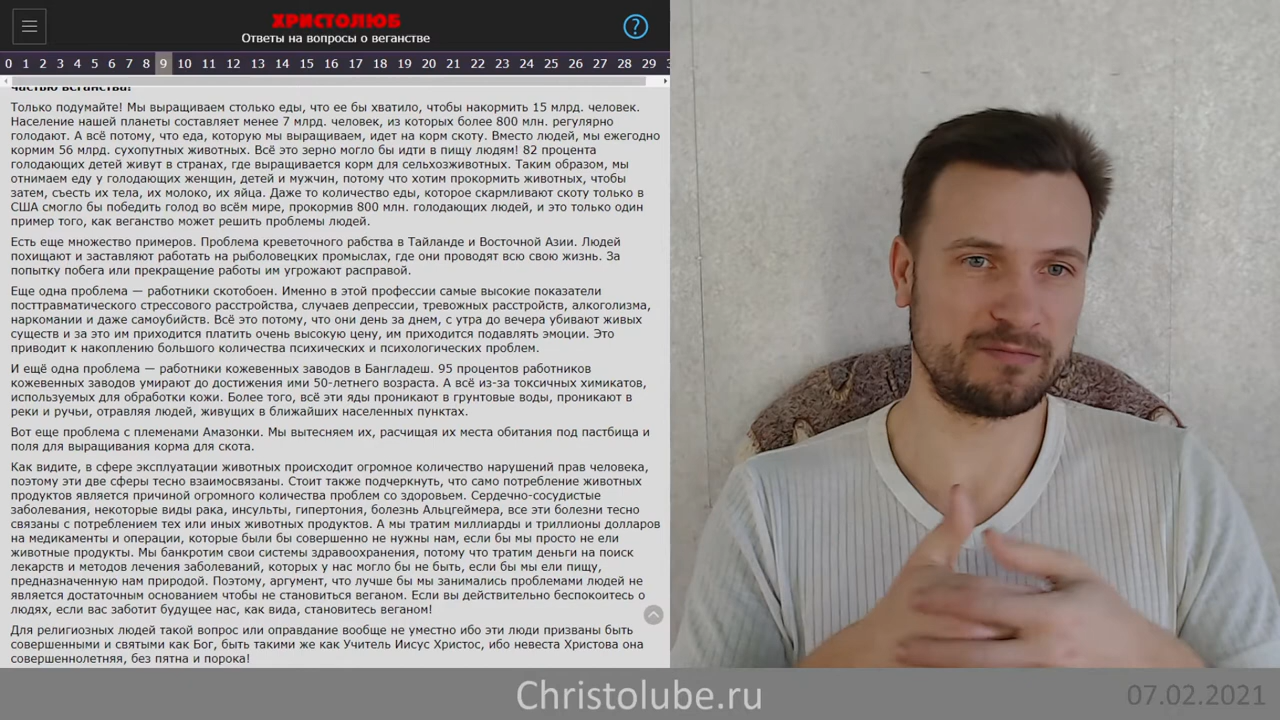 ХРИСТОЛЮБ
Ответы на вопросы о веганстве
?
0 1 2 3 4 5 6 7 8 9 10 11 12 13 14 15 16 17 18 19 20 21 22 23 24 25 26 27 28 29
частью веганства!
Только подумайте! Мы выращиваем столько еды, что ее бы хватило, чтобы накормить 15 млрд. человек.
Население нашей планеты составляет менее 7 млрд. человек, из которых более 800 млн. регулярно
голодают. А всё потому, что еда, которую мы выращиваем, идет на корм скоту. Вместо людей, мы ежегодно
кормим 56 млрд. сухопутных животных. Всё это зерно могло бы идти в пищу людям! 82 процента
голодающих детей живут в странах, где выращивается корм для сельхозживотных. Таким образом, мы
отнимаем еду у голодающих женщин, детей и мужчин, потому что хотим прокормить животных, чтобы
затем, съесть их тела, их молоко, их яйца. Даже то количество еды, которое скармливают скоту только в
США смогло бы победить голод во всём мире, прокормив 800 млн. голодающих людей, и это только один
пример того, как веганство может решить проблемы людей.
Есть еще множество примеров. Проблема креветочного рабства в Тайланде и Восточной Азии. Людей
похищают и заставляют работать на рыболовецких промыслах, где они проводят всю свою жизнь. За
попытку побега или прекращение работы им угрожают расправой.
Еще одна проблема — работники скотобоен. Именно в этой профессии самые высокие показатели
посттравматического стрессового расстройства, случаев депрессии, тревожных расстройств, алкоголизма,
наркомании и даже самоубийств. Всё это потому, что они день за днем, с утра до вечера убивают живых
существ и за это им приходится платить очень высокую цену, им приходится подавлять эмоции. Это
приводит к накоплению большого количества психических и психологических проблем.
И ещё одна проблема — работники кожевенных заводов в Бангладеш. 95 процентов работников
кожевенных заводов умирают до достижения ими 50-летнего возраста. А всё из-за токсичных химикатов,
используемых для обработки кожи. Более того, всё эти яды проникают в грунтовые воды, проникают в
реки и ручьи, отравляя людей, живущих в ближайших населенных пунктах.
Вот еще проблема с племенами Амазонки. Мы вытесняем их, расчищая их места обитания под пастбища и
поля для выращивания корма для скота.
Как видите, в сфере эксплуатации животных происходит огромное количество нарушений прав человека,
поэтому эти две сферы тесно взаимосвязаны. Стоит также подчеркнуть, что само потребление животных
продуктов является причиной огромного количества проблем со здоровьем. Сердечно-сосудистые
заболевания, некоторые виды рака, инсульты, гипертония, болезнь Альцгеймера, все эти болезни тесно
связаны с потреблением тех или иных животных продуктов. А мы тратим миллиарды и триллионы долларов
на медикаменты и операции, которые были бы совершенно не нужны нам, если бы мы просто не ели
животные продукты. Мы банкротим свои системы здравоохранения, потому что тратим деньги на поиск
лекарств и методов лечения заболеваний, которых у нас могло бы не быть, если бы мы ели пищу,
предназначенную нам природой. Поэтому, аргумент, что лучше бы мы занимались проблемами людей не
является достаточным основанием чтобы не становиться веганом. Если вы действительно беспокоитесь о
людях, если вас заботит будущее нас, как вида, становитесь веганом!
Для религиозных людей такой вопрос или оправдание вообще не уместно ибо эти люди призваны быть
совершенными и святыми как Бог, быть такими же как Учитель Иисус Христос, ибо невеста Христова она
совершеннолетняя, без пятна и порока!
Christolube.ru
07.02.2021